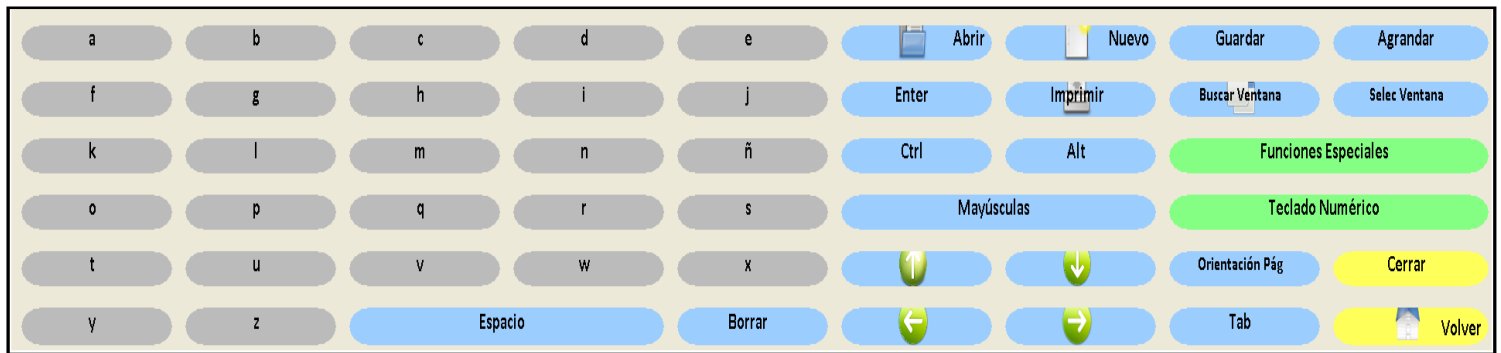 a b c d e Abrir Nuevo Guardar Agrandar
f g h i j Enter Imprimir Buscar Ventana Selec Ventana
k l m n ñ Ctrl Alt Funciones Especiales
o p q r s Mayúsculas Teclado Numérico
t u v w x Orientación Pág Cerrar
y z Espacio Borrar Tab Volver